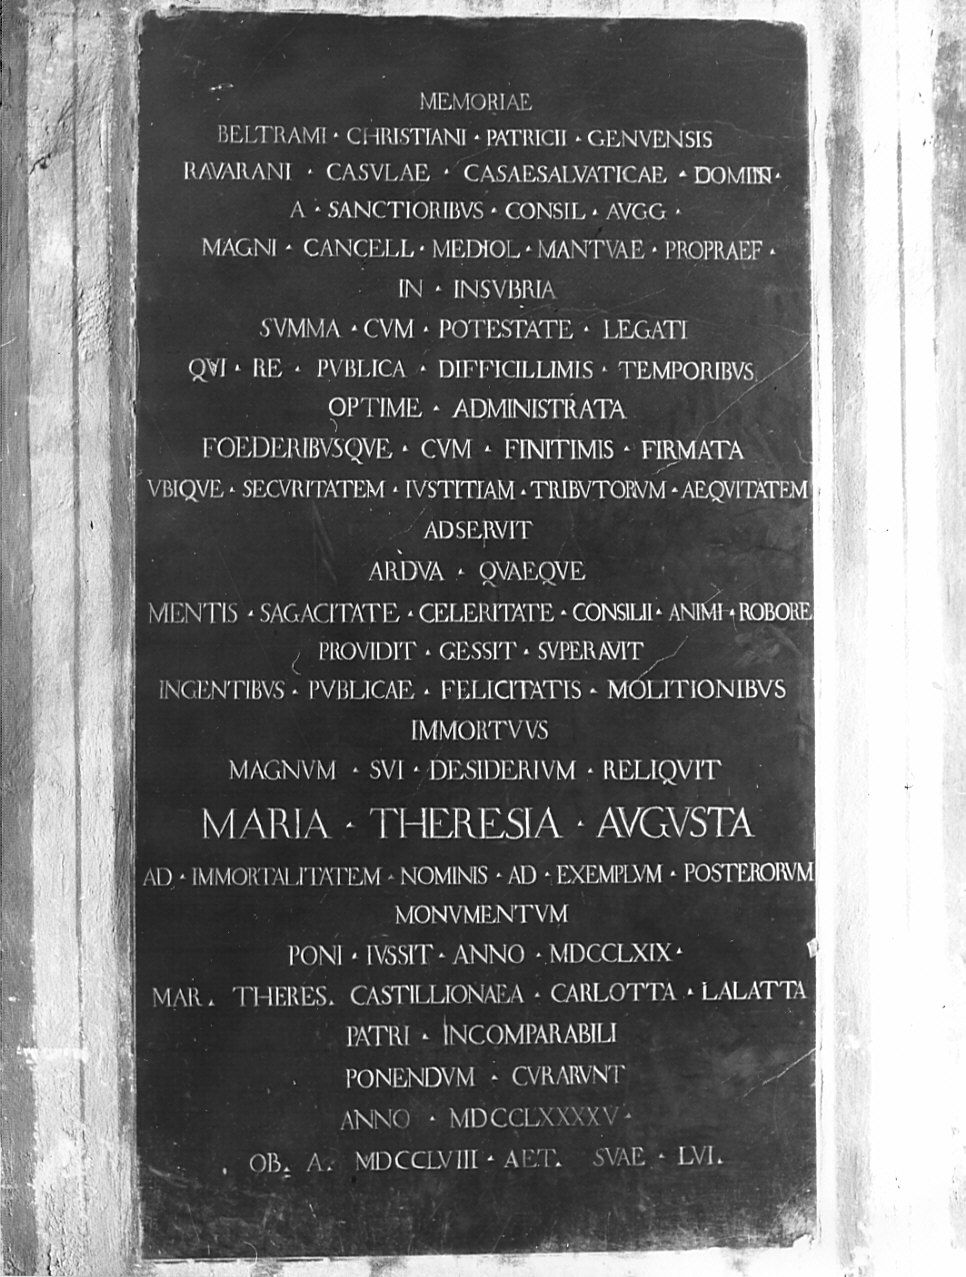 MEMORIAE
BELTRAMI · CHRISTIANI · PATRICII · GENVENSIS
RAVARANI · CASVLAE · CASAESALVATICAE · DOMINI ·
A · SANCTIORIBVS · CONSIL · AVGG ·
MAGNI · CANCELL · MEDIOL · MANTVAE · PROPRAEF ·
IN · INSVBRIA
SVMMA · CVM · POTESTATE · LEGATI
QVI · RE · PVBLICA · DIFFICILLIMIS · TEMPORIBVS
OPTIME · ADMINISTRATA
FOEDERIBVSQVE · CVM · FINITIMIS · FIRMATA
VBIQVE · SECVRITATEM · IVSTITIAM · TRIBVTORVM · AEQVITATEM
ADSERVIT
ARDVA · QVAEQVE
MENTIS · SAGACITATE · CELERITATE · CONSILII · ANIMI · ROBORE
PROVIDIT · GESSIT · SVPERAVIT
INGENTIBVS · PVBLICAE · FELICITATIS · MOLITIONIBVS
IMMORTVVS
MAGNVM · SVI · DESIDERIVM · RELIQVIT
MARIA · THERESIA · AVGVSTA
AD · IMMORTALITATEM · NOMINIS · AD · EXEMPLVM · POSTERORVM
MONVMENTVM
PONI · IVSSIT · ANNO · MDCCLXIX ·
MAR. THERES. CASTILLIONAEA · CARLOTTA · LALATTA
PATRI · INCOMPARABILI
PONENDVM · CVRARVNT
ANNO · MDCCLXXXXV ·
OB. A. MDCCLVIII · AET. SVAE · LVI.